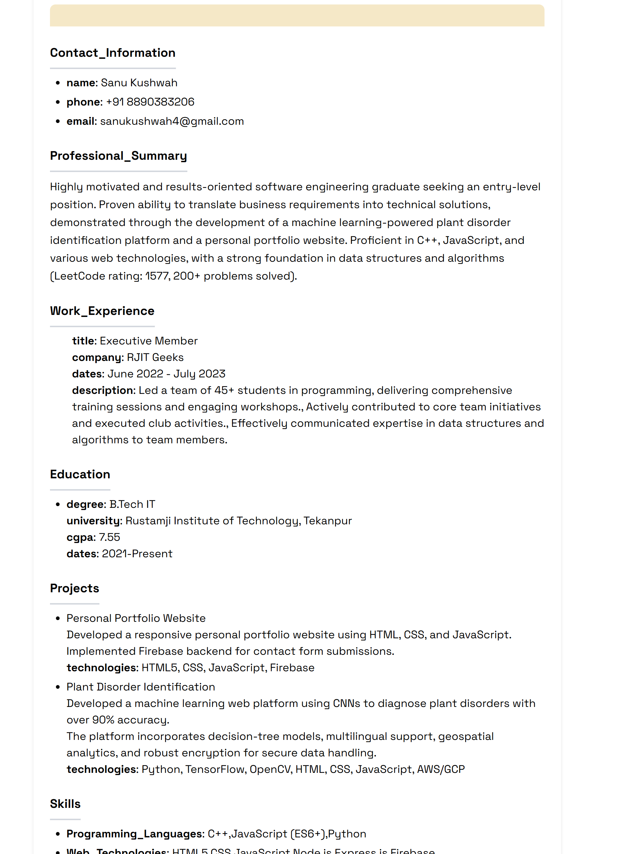 Contact_Information
name: Sanu Kushwah
phone: +91 8890383206
email: sanukushwah4@gmail.com
Professional_Summary
Highly motivated and results-oriented software engineering graduate seeking an entry-level
position. Proven ability to translate business requirements into technical solutions,
demonstrated through the development of a machine learning-powered plant disorder
identification platform and a personal portfolio website. Proficient in C++, JavaScript, and
various web technologies, with a strong foundation in data structures and algorithms
(LeetCode rating: 1577, 200+ problems solved).
Work_Experience
title: Executive Member
company: RJIT Geeks
dates: June 2022 - July 2023
description: Led a team of 45+ students in programming, delivering comprehensive
training sessions and engaging workshops., Actively contributed to core team initiatives
and executed club activities., Effectively communicated expertise in data structures and
algorithms to team members.
Education
degree: B.Tech IT
university: Rustamji Institute of Technology, Tekanpur
cgpa: 7.55
dates: 2021-Present
Projects
Personal Portfolio Website
Developed a responsive personal portfolio website using HTML, CSS, and JavaScript.
Implemented Firebase backend for contact form submissions.
technologies: HTML5, CSS, JavaScript, Firebase
Plant Disorder Identification
Developed a machine learning web platform using CNNs to diagnose plant disorders with
over 90% accuracy.
The platform incorporates decision-tree models, multilingual support, geospatial
analytics, and robust encryption for secure data handling.
technologies: Python, TensorFlow, OpenCV, HTML, CSS, JavaScript, AWS/GCP
Skills
Programming_Languages: C++,JavaScript (ES6+),Python
Web_Technologies: HTML5,CSS,JavaScript,Node.js,Express.js,Firebase